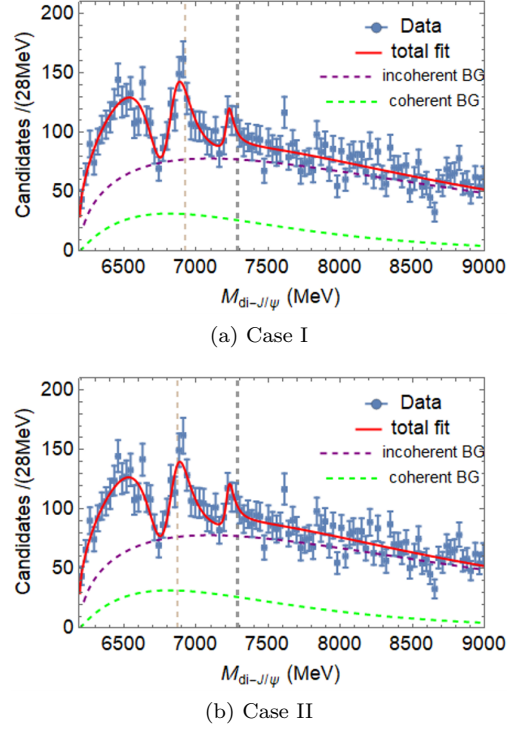 200
150
100
50
0
Candidates /(28MeV)
Data
total fit
incoherent BG
coherent BG
6500 7000 7500 8000 8500 9000
M di-J/ψ (MeV)
(a) Case I
200
150
100
50
0
Candidates /(28MeV)
Data
total fit
incoherent BG
coherent BG
6500 7000 7500 8000 8500 9000
M di-J/ψ (MeV)
(b) Case II